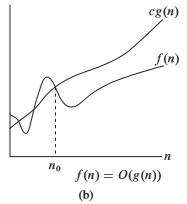 cg(n)
f(n)
n
n₀
f(n) = O(g(n))
(b)